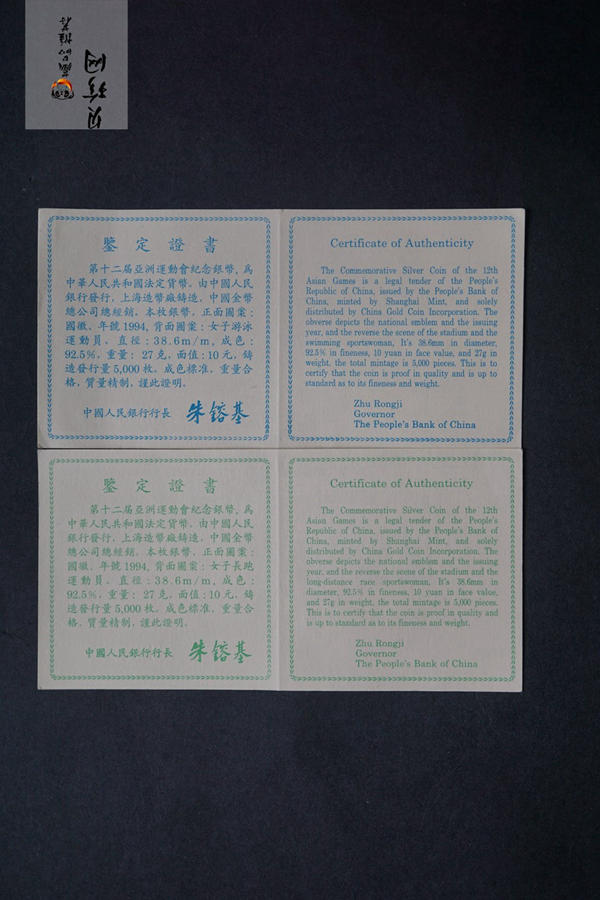 贝藏网
藏品推荐
鑒定證書
第十二届亞洲運動會紀念銀幣，爲
中華人民共和國法定貨幣。由中國人民
銀行發行，上海造幣廠鑄造，中國金幣
總公司總經銷。本枚銀幣，正面圖案：
國徽、年號1994，背面圖案：女子游泳
運動員。直徑：38.6m/m，成色：
92.5%，重量：27克，面值：10元，鑄
造發行量5,000枚。成色標准，重量合
格，質量精制，謹此證明。
中國人民銀行行長 朱鎔基
Certificate of Authenticity
The Commemorative Silver Coin of the 12th
Asian Games is a legal tender of the People's
Republic of China, issued by the People's Bank of
China, minted by Shanghai Mint, and solely
distributed by China Gold Coin Incorporation. The
obverse depicts the national emblem and the issuing
year, and the reverse the scene of the stadium and the
swimming sportswoman, It's 38.6mm in diameter,
92.5% in fineness, 10 yuan in face value, and 27g in
weight, the total mintage is 5,000 pieces. This is to
certify that the coin is proof in quality and is up to
standard as to its fineness and weight.
Zhu Rongji
Governor
The People's Bank of China
鑒定證書
第十二届亞洲運動會紀念銀幣，爲
中華人民共和國法定貨幣。由中國人民
銀行發行，上海造幣廠鑄造，中國金幣
總公司總經銷。本枚銀幣，正面圖案：
國徽、年號1994，背面圖案：女子長跑
運動員。直徑：38.6m/m，成色：
92.5%，重量：27克，面值：10元，鑄
造發行量5,000枚。成色標准，重量合
格，質量精制，謹此證明。
中國人民銀行行長 朱鎔基
Certificate of Authenticity
The Commemorative Silver Coin of the 12th
Asian Games is a legal tender of the People's
Republic of China, issued by the People's Bank of
China, minted by Shanghai Mint, and solely
distributed by China Gold Coin Incorporation. The
obverse depicts the national emblem and the issuing
year, and the reverse the scene of the stadium and the
long-distance race sportswoman, It's 38.6mm in
diameter, 92.5% in fineness, 10 yuan in face value,
and 27g in weight, the total mintage is 5,000 pieces.
This is to certify that the coin is proof in quality and
is up to standard as to its fineness and weight.
Zhu Rongji
Governor
The People's Bank of China